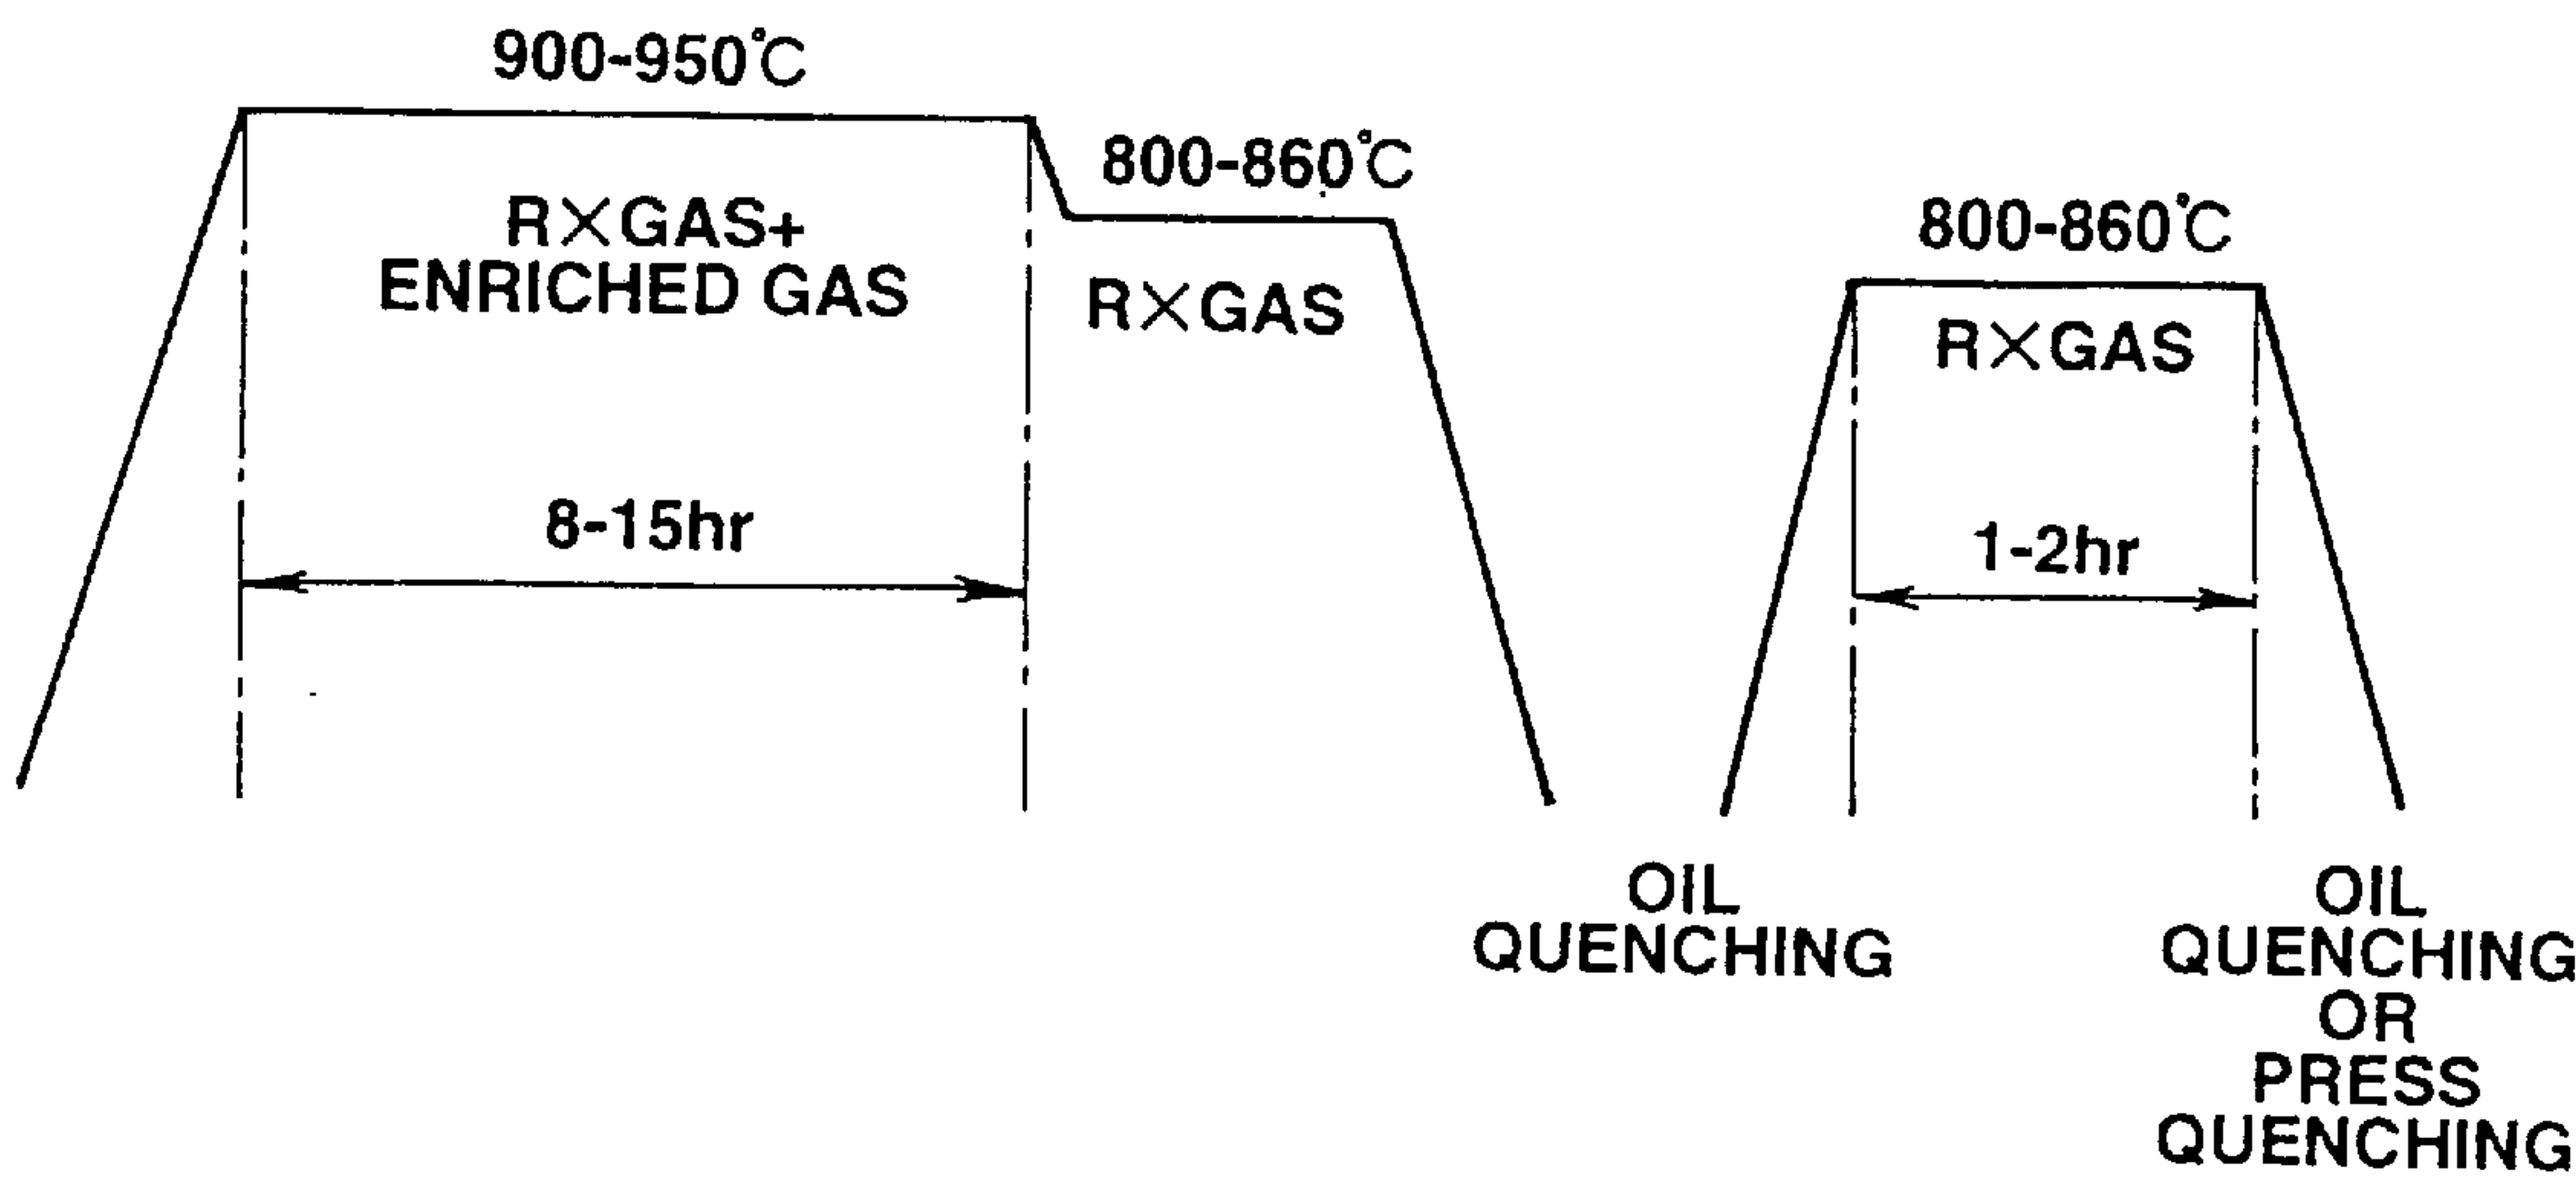 900-950℃
R×GAS+
ENRICHED GAS
8-15hr
800-860℃
R×GAS
800-860℃
R×GAS
1-2hr
OIL
QUENCHING
OIL
QUENCHING
OR
PRESS
QUENCHING